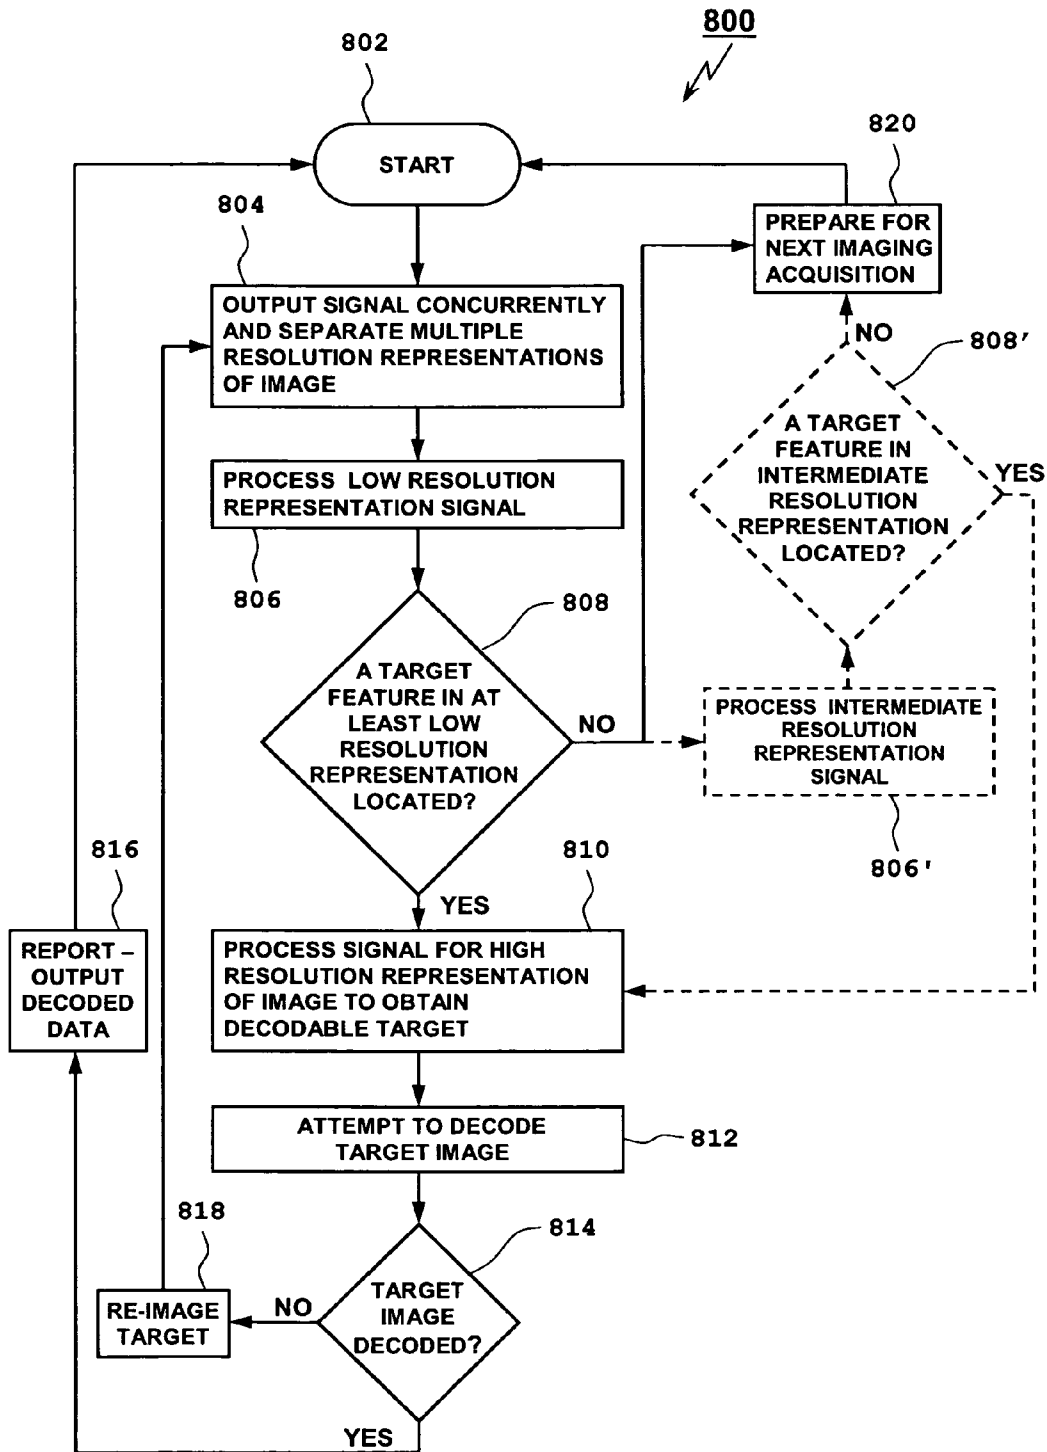 800
802
START
820
PREPARE FOR
NEXT IMAGING
ACQUISITION
804
OUTPUT SIGNAL CONCURRENTLY
AND SEPARATE MULTIPLE
RESOLUTION REPRESENTATIONS
OF IMAGE
NO
808'
A TARGET
FEATURE IN
INTERMEDIATE
RESOLUTION
REPRESENTATION
LOCATED?
YES
PROCESS LOW RESOLUTION
REPRESENTATION SIGNAL
806
808
A TARGET
FEATURE IN AT
LEAST LOW
RESOLUTION
REPRESENTATION
LOCATED?
NO
PROCESS INTERMEDIATE
RESOLUTION
REPRESENTATION
SIGNAL
806'
YES
810
816
REPORT –
OUTPUT
DECODED
DATA
PROCESS SIGNAL FOR HIGH
RESOLUTION REPRESENTATION
OF IMAGE TO OBTAIN
DECODABLE TARGET
ATTEMPT TO DECODE
TARGET IMAGE
812
814
818
RE-IMAGE
TARGET
NO
TARGET
IMAGE
DECODED?
YES